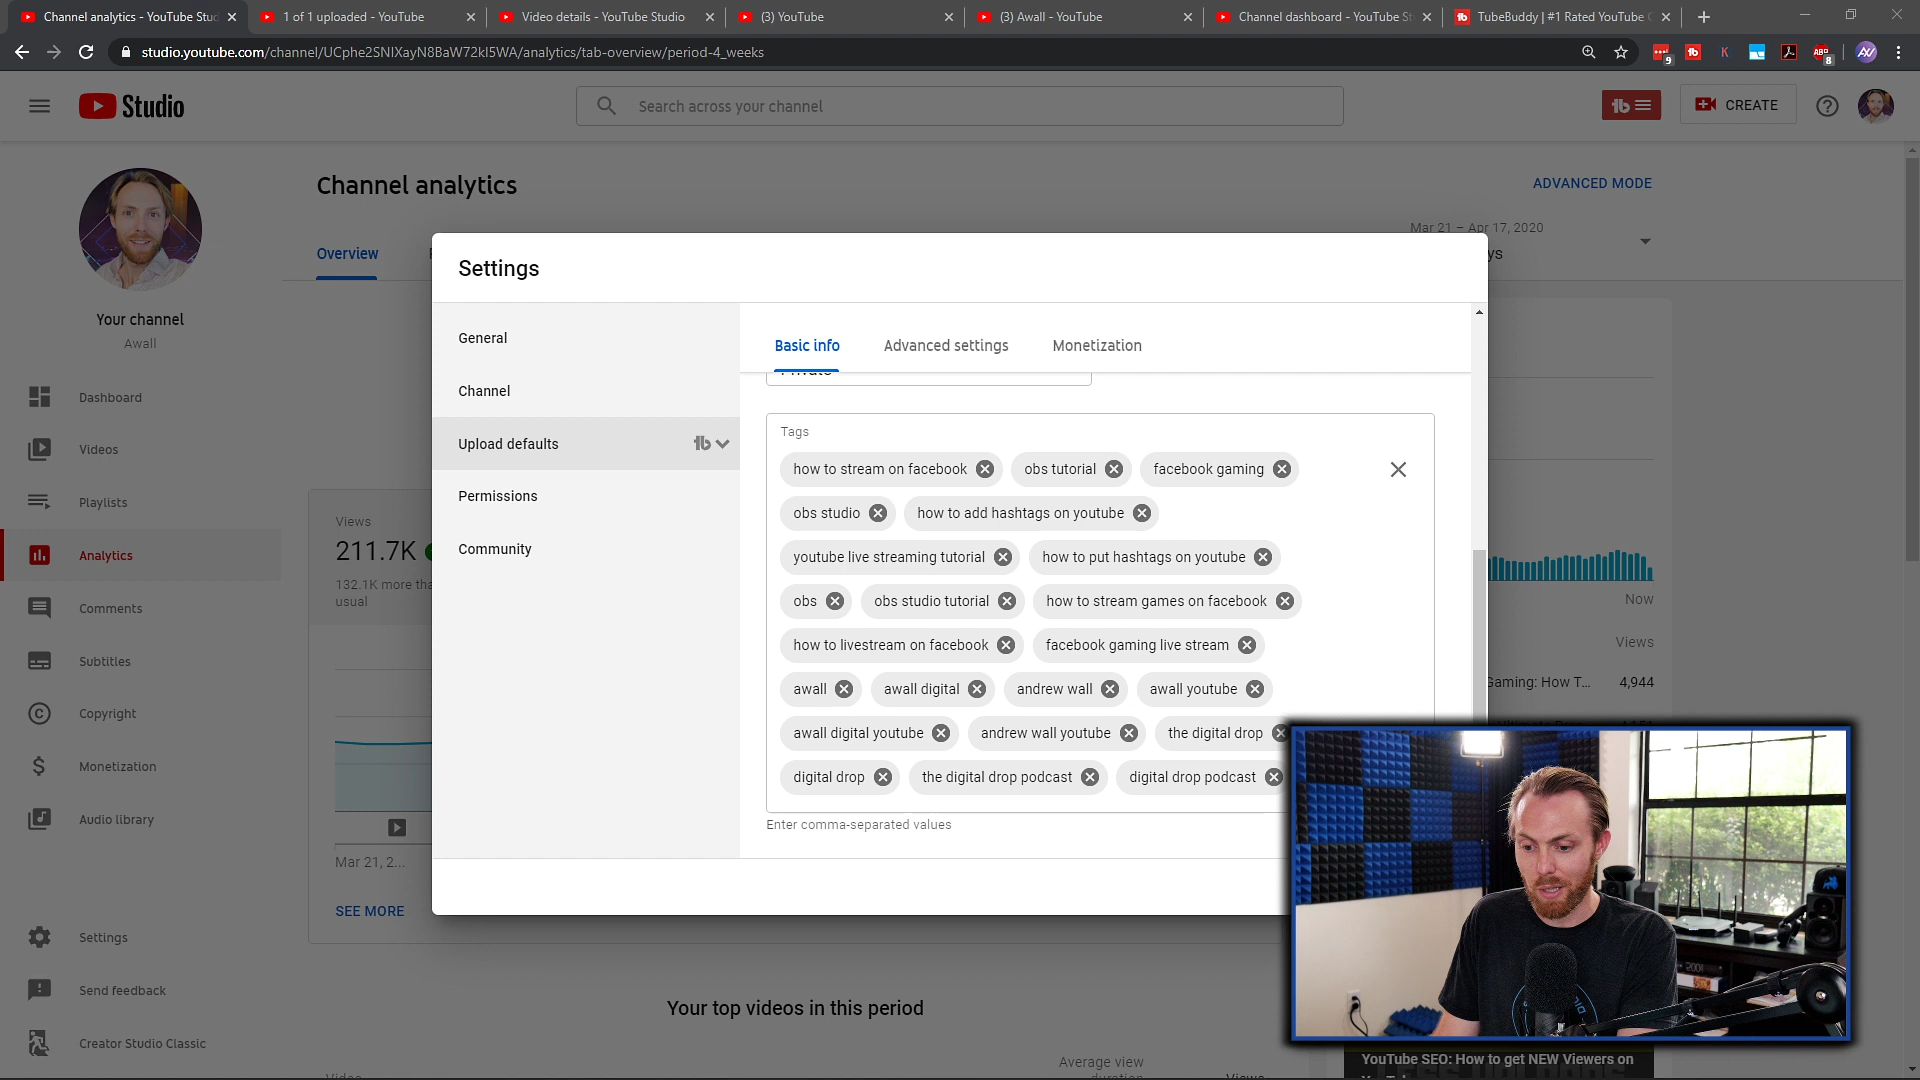 Channel analytics - YouTube Stud
1 of 1 uploaded - YouTube
Video details - YouTube Studio
(3) YouTube
(3) Awall - YouTube
Channel dashboard - YouTube St
TubeBuddy | #1 Rated YouTube C
studio.youtube.com/channel/UCphe2SNIXayN8BaW72kI5WA/analytics/tab-overview/period-4_weeks
Studio
Search across your channel
CREATE
Channel analytics
ADVANCED MODE
Mar 21 – Apr 17, 2020
ys
Overview
Your channel
Awall
Dashboard
Videos
Playlists
Analytics
Comments
Subtitles
Copyright
Monetization
Audio library
Settings
Send feedback
Creator Studio Classic
Views
211.7K
132.1K more tha
usual
Mar 21, 2...
SEE MORE
Settings
General
Channel
Upload defaults
Permissions
Community
Basic info
Advanced settings
Monetization
Private
Tags
how to stream on facebook
obs tutorial
facebook gaming
obs studio
how to add hashtags on youtube
youtube live streaming tutorial
how to put hashtags on youtube
obs
obs studio tutorial
how to stream games on facebook
how to livestream on facebook
facebook gaming live stream
awall
awall digital
andrew wall
awall youtube
awall digital youtube
andrew wall youtube
the digital drop
digital drop
the digital drop podcast
digital drop podcast
Enter comma-separated values
Now
Views
Gaming: How T...
4,944
Your top videos in this period
Average view
duration
Views
Video
YouTube SEO: How to get NEW Viewers on